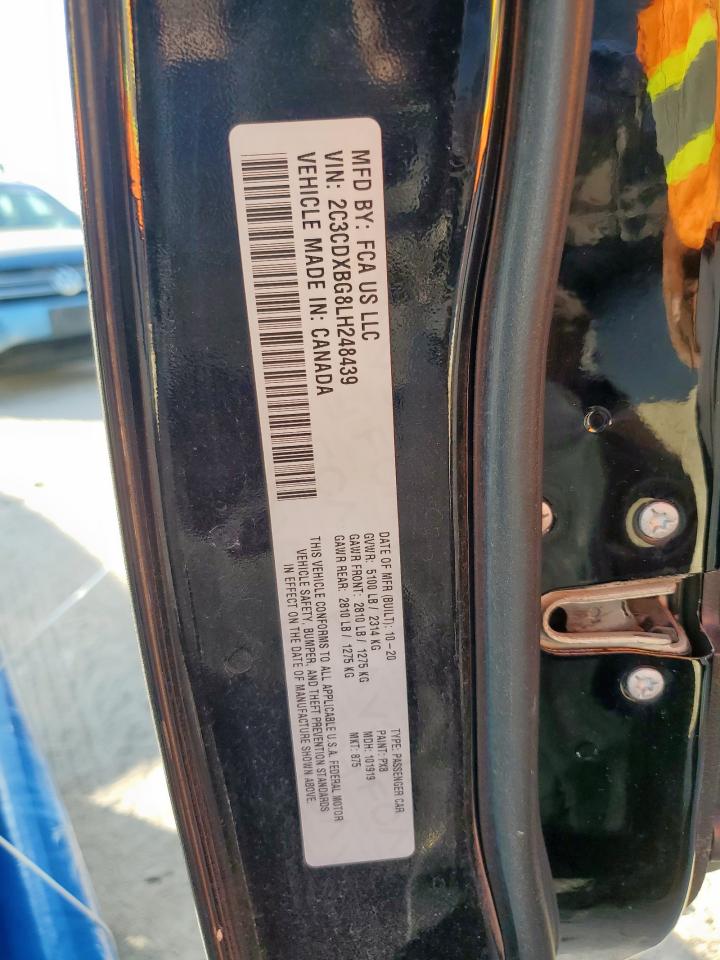 MFD BY: FCA US LLC
VIN: 2C3CDXBG8LH248439
VEHICLE MADE IN: CANADA
DATE OF MFR (BUILT): 10-20
GVWR: 5100 LB / 2314 KG
GAWR FRONT: 2810 LB / 1275 KG
GAWR REAR: 2810 LB / 1275 KG
THIS VEHICLE CONFORMS TO ALL APPLICABLE U.S.A. FEDERAL MOTOR
VEHICLE SAFETY, BUMPER, AND THEFT PREVENTION STANDARDS
IN EFFECT ON THE DATE OF MANUFACTURE SHOWN ABOVE.
TYPE: PASSENGER CAR
PAINT: PX8
MDH: 101919
MKT: 875